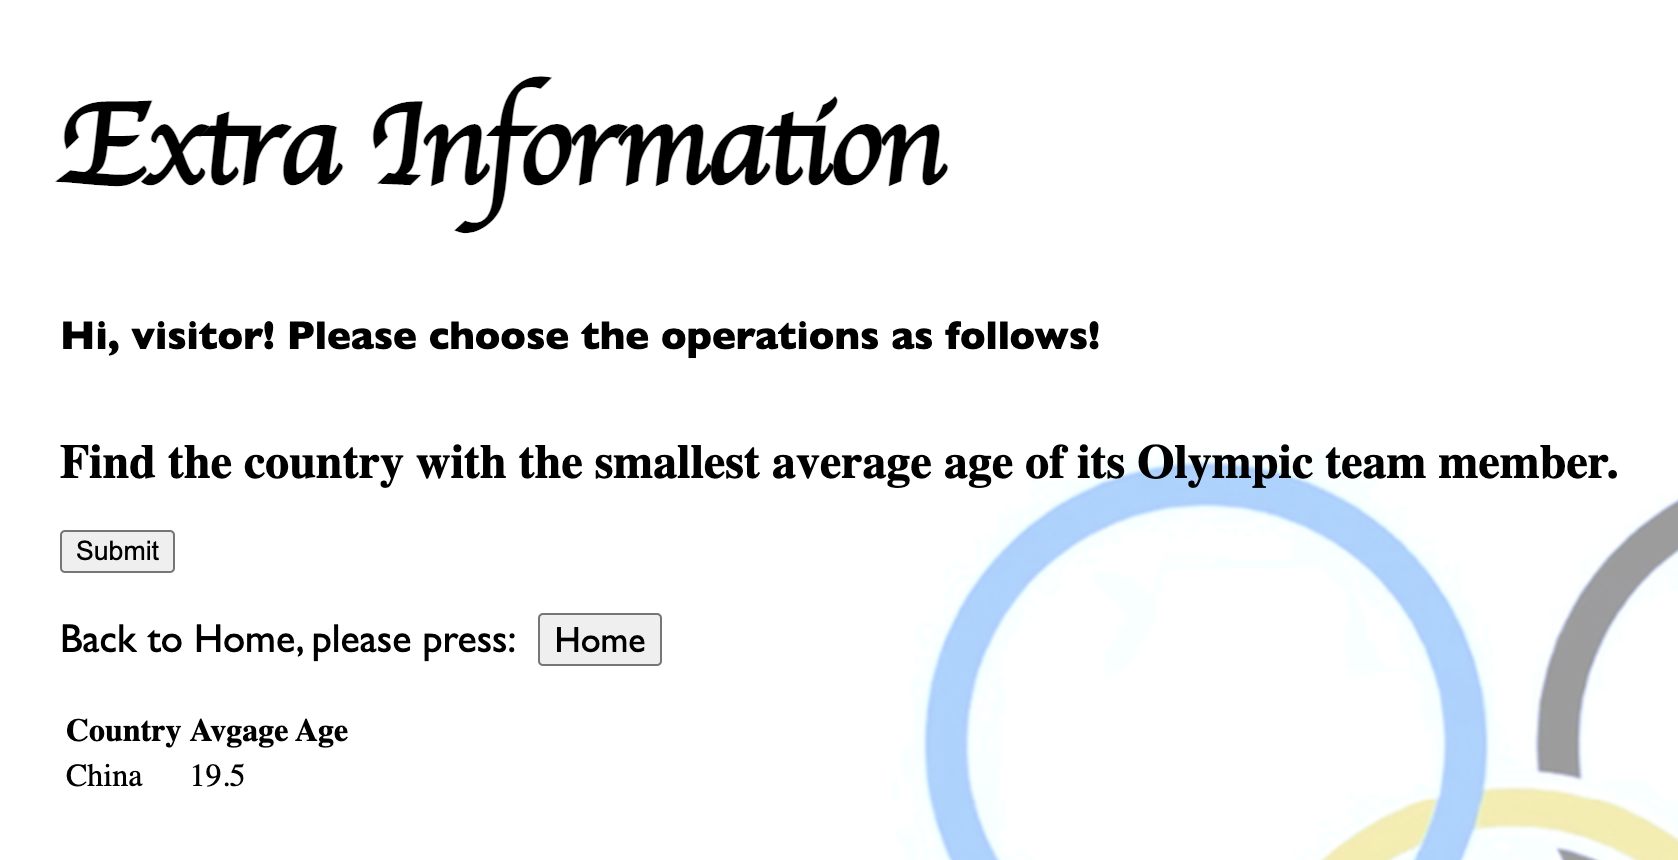 Extra Information
Hi, visitor! Please choose the operations as follows!
Find the country with the smallest average age of its Olympic team member.
Submit
Back to Home, please press: Home
Country Avgage Age
China 19.5